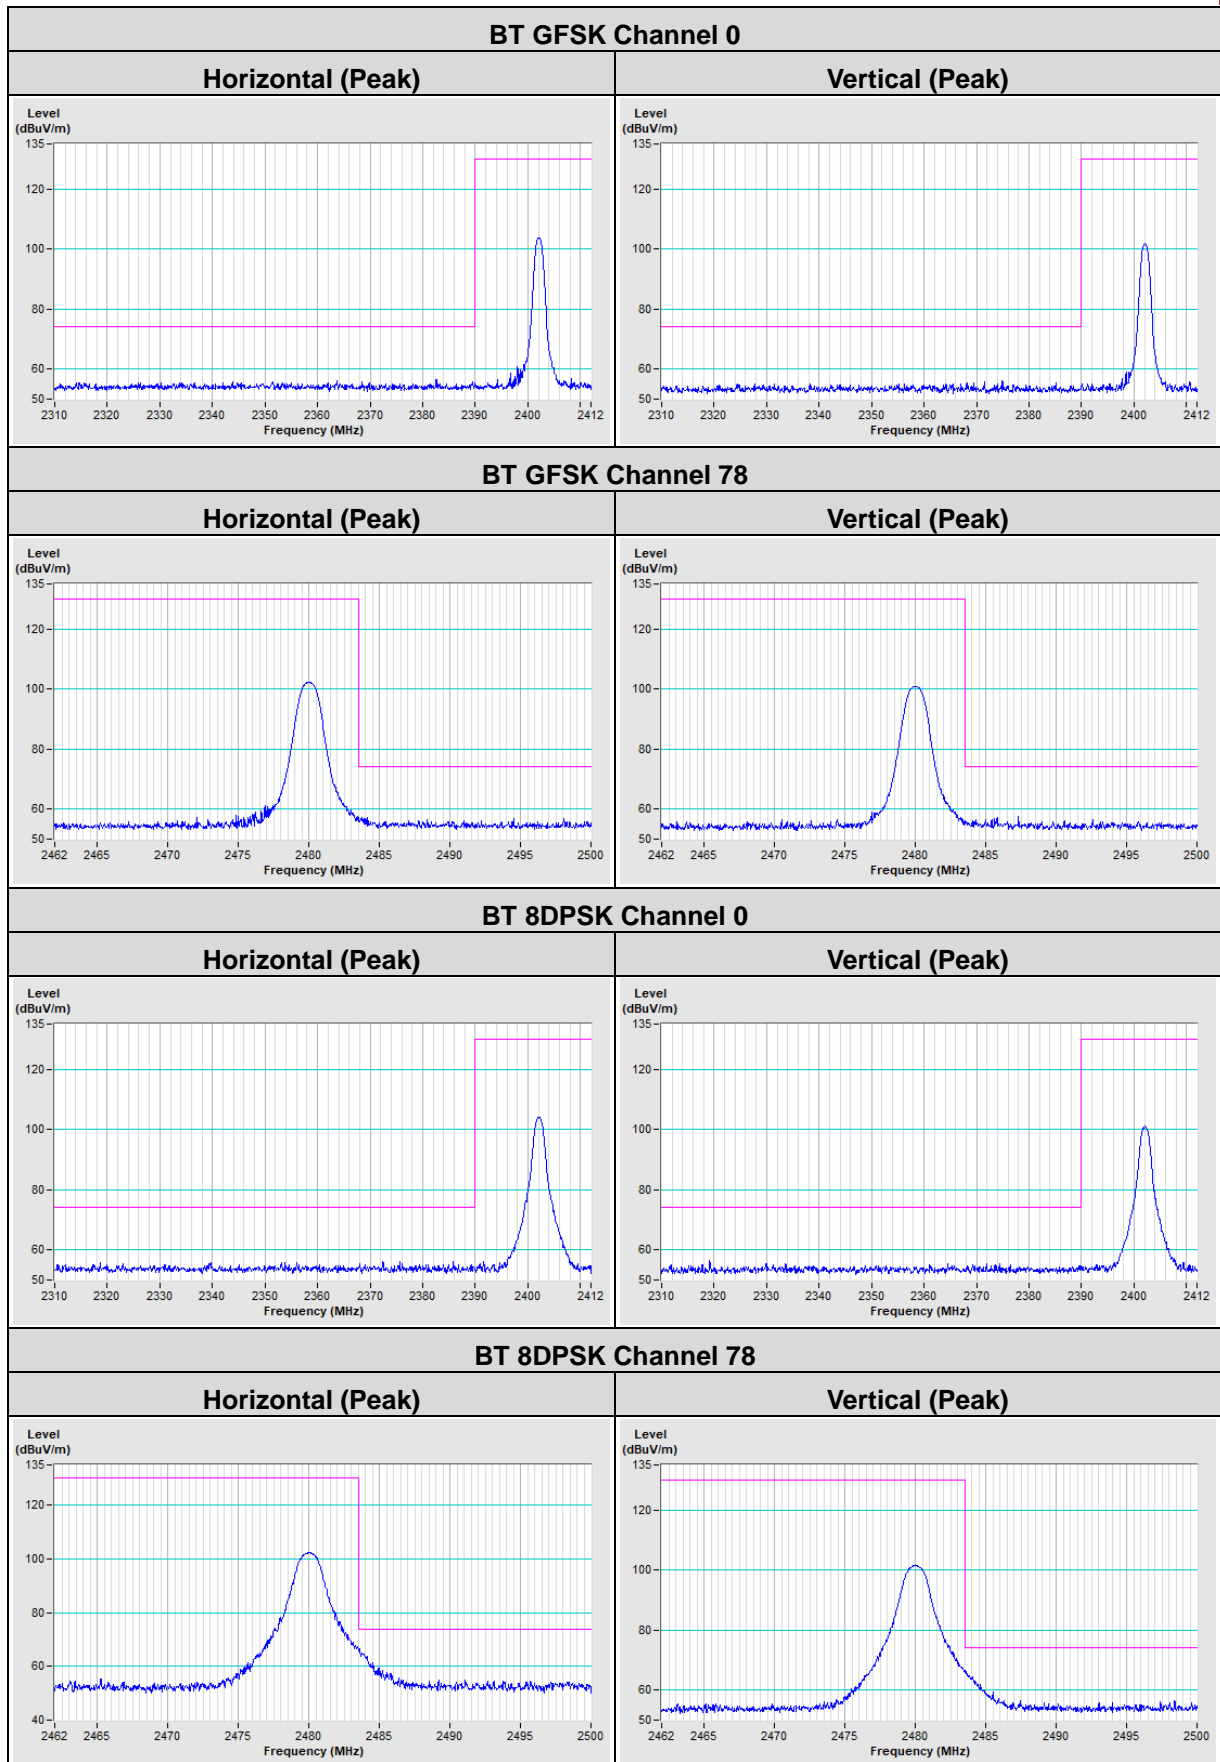 BT GFSK Channel 0
Horizontal (Peak) Vertical (Peak)
Level
(dBuV/m)
135
120
100
80
60
50
2310 2320 2330 2340 2350 2360 2370 2380 2390 2400 2412
Frequency (MHz)
Level
(dBuV/m)
135
120
100
80
60
50
2310 2320 2330 2340 2350 2360 2370 2380 2390 2400 2412
Frequency (MHz)
BT GFSK Channel 78
Horizontal (Peak) Vertical (Peak)
Level
(dBuV/m)
135
120
100
80
60
50
2462 2465 2470 2475 2480 2485 2490 2495 2500
Frequency (MHz)
Level
(dBuV/m)
135
120
100
80
60
50
2462 2465 2470 2475 2480 2485 2490 2495 2500
Frequency (MHz)
BT 8DPSK Channel 0
Horizontal (Peak) Vertical (Peak)
Level
(dBuV/m)
135
120
100
80
60
50
2310 2320 2330 2340 2350 2360 2370 2380 2390 2400 2412
Frequency (MHz)
Level
(dBuV/m)
135
120
100
80
60
50
2310 2320 2330 2340 2350 2360 2370 2380 2390 2400 2412
Frequency (MHz)
BT 8DPSK Channel 78
Horizontal (Peak) Vertical (Peak)
Level
(dBuV/m)
135
120
100
80
60
40
2462 2465 2470 2475 2480 2485 2490 2495 2500
Frequency (MHz)
Level
(dBuV/m)
135
120
100
80
60
50
2462 2465 2470 2475 2480 2485 2490 2495 2500
Frequency (MHz)